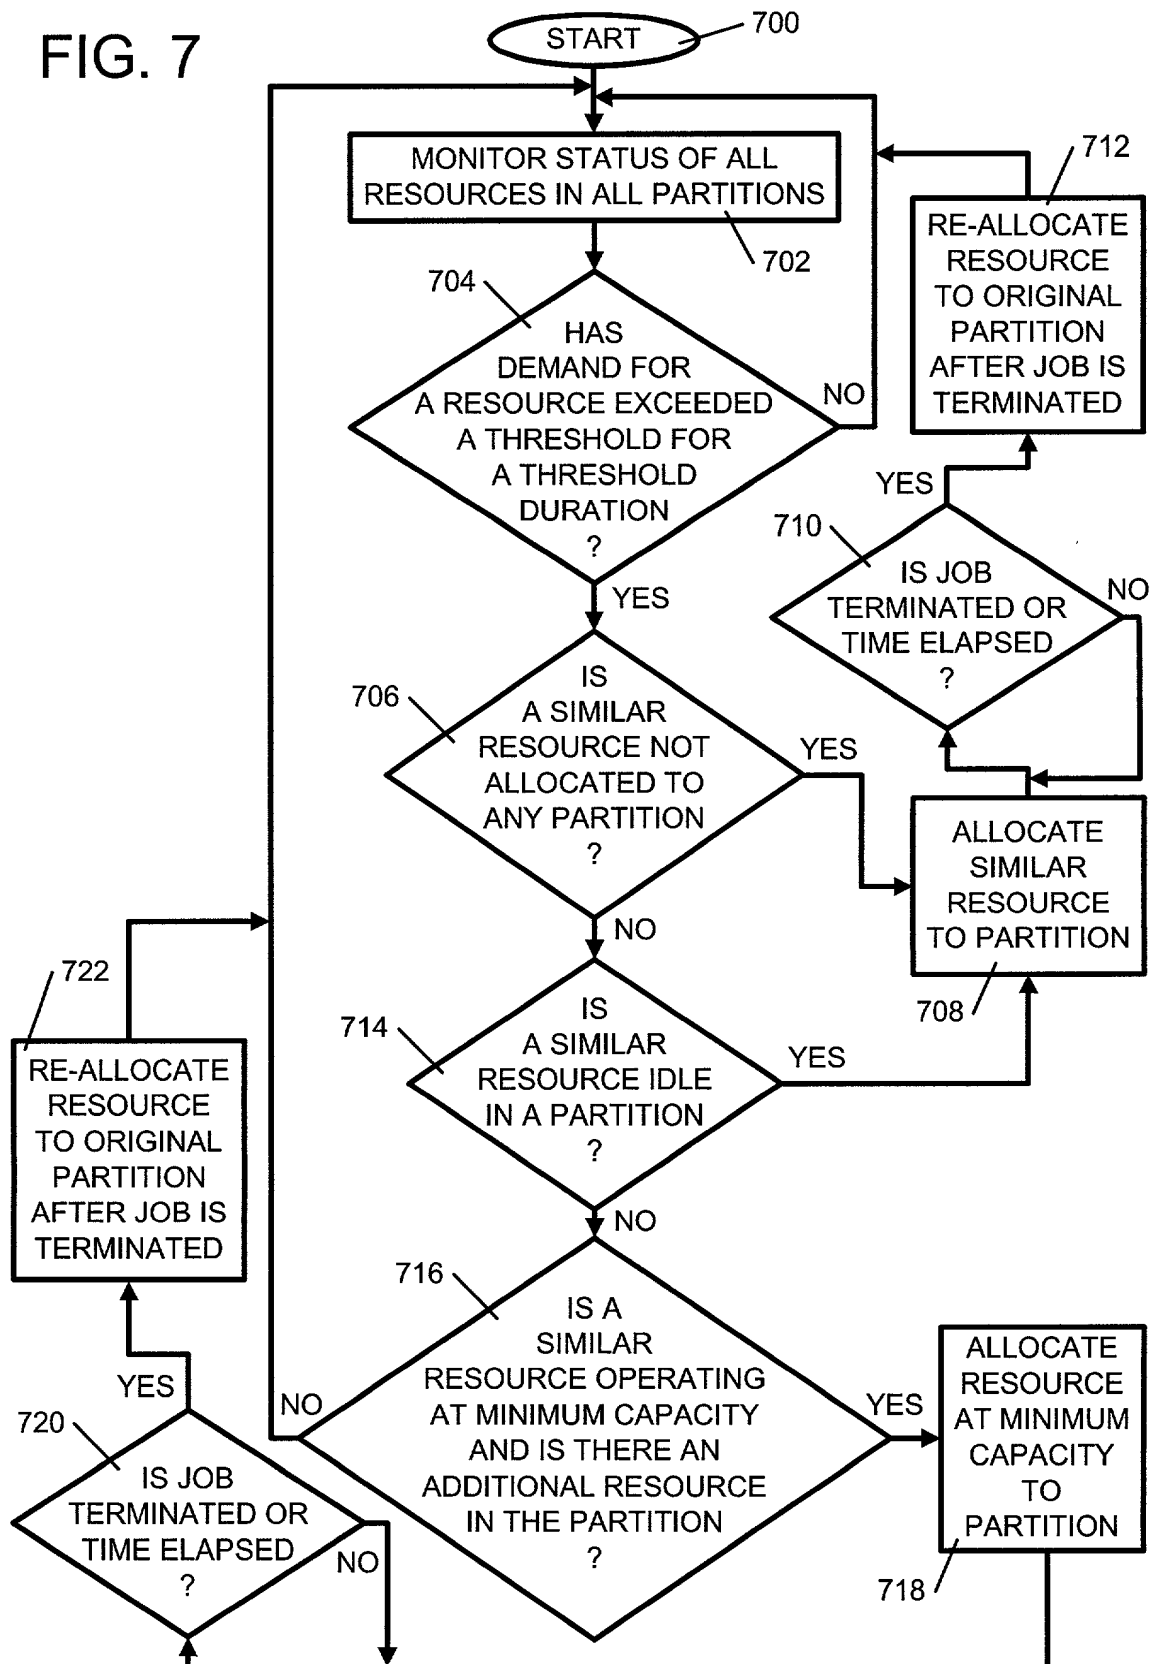 FIG. 7
START
700
MONITOR STATUS OF ALL
RESOURCES IN ALL PARTITIONS
702
704
HAS
DEMAND FOR
A RESOURCE EXCEEDED
A THRESHOLD FOR
A THRESHOLD
DURATION
?
NO
YES
712
RE-ALLOCATE
RESOURCE
TO ORIGINAL
PARTITION
AFTER JOB IS
TERMINATED
YES
710
IS JOB
TERMINATED OR
TIME ELAPSED
?
NO
706
IS
A SIMILAR
RESOURCE NOT
ALLOCATED TO
ANY PARTITION
?
YES
NO
ALLOCATE
SIMILAR
RESOURCE
TO PARTITION
708
714
IS
A SIMILAR
RESOURCE IDLE
IN A PARTITION
?
YES
NO
722
RE-ALLOCATE
RESOURCE
TO ORIGINAL
PARTITION
AFTER JOB IS
TERMINATED
YES
720
IS JOB
TERMINATED OR
TIME ELAPSED
?
NO
716
IS A
SIMILAR
RESOURCE OPERATING
AT MINIMUM CAPACITY
AND IS THERE AN
ADDITIONAL RESOURCE
IN THE PARTITION
?
NO
YES
ALLOCATE
RESOURCE
AT MINIMUM
CAPACITY
TO
PARTITION
718